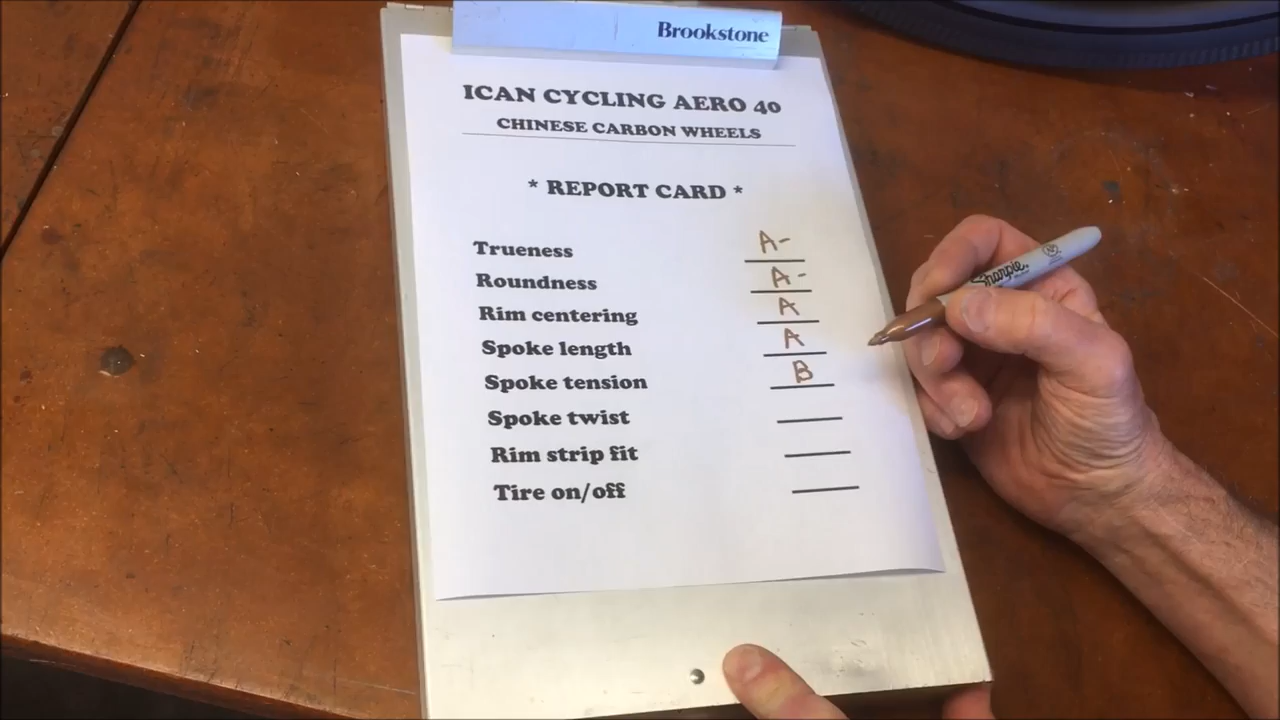 Brookstone
ICAN CYCLING AERO 40
CHINESE CARBON WHEELS
* REPORT CARD *
Trueness A-
Roundness A-
Rim centering A
Spoke length A
Spoke tension B
Spoke twist
Rim strip fit
Tire on/off
Sharpie